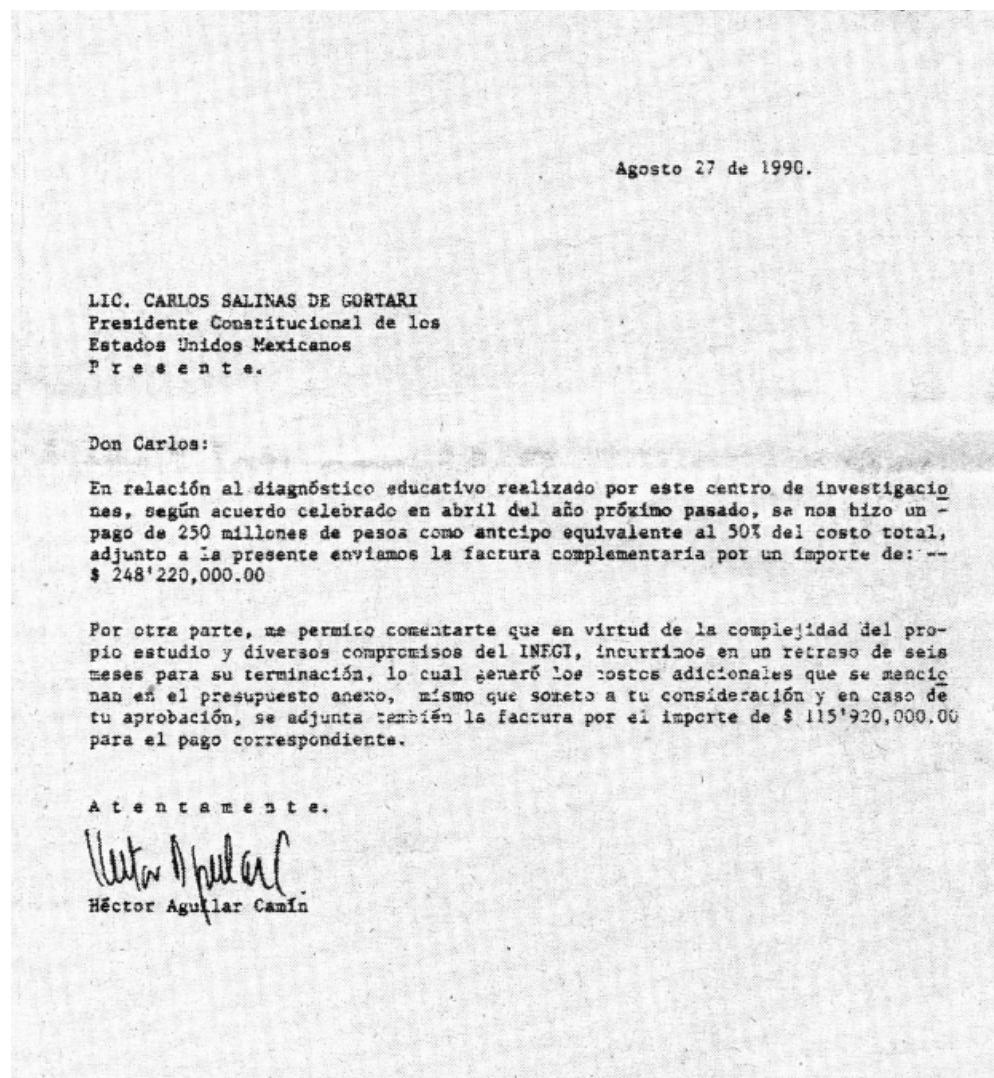 Agosto 27 de 1990.
LIC. CARLOS SALINAS DE GORTARI
Presidente Constitucional de los
Estados Unidos Mexicanos
P r e s e n t e.
Don Carlos:
En relación al diagnóstico educativo realizado por este centro de investigacio
nes, según acuerdo celebrado en abril del año próximo pasado, se nos hizo un -
pago de 250 millones de pesos como antcipo equivalente al 50% del costo total,
adjunto a la presente enviamos la factura complementaria por un importe de: --
$ 248'220,000.00
Por otra parte, me permito comentarte que en virtud de la complejidad del pro-
pio estudio y diversos compromisos del INEGI, incurrimos en un retraso de seis
meses para su terminación, lo cual generó los costos adicionales que se mencio
nan en el presupuesto anexo, mismo que someto a tu consideración y en caso de
tu aprobación, se adjunta también la factura por el importe de $ 115'920,000.00
para el pago correspondiente.
A t e n t a m e n t e.
Héctor Aguilar C
Héctor Aguilar Camín